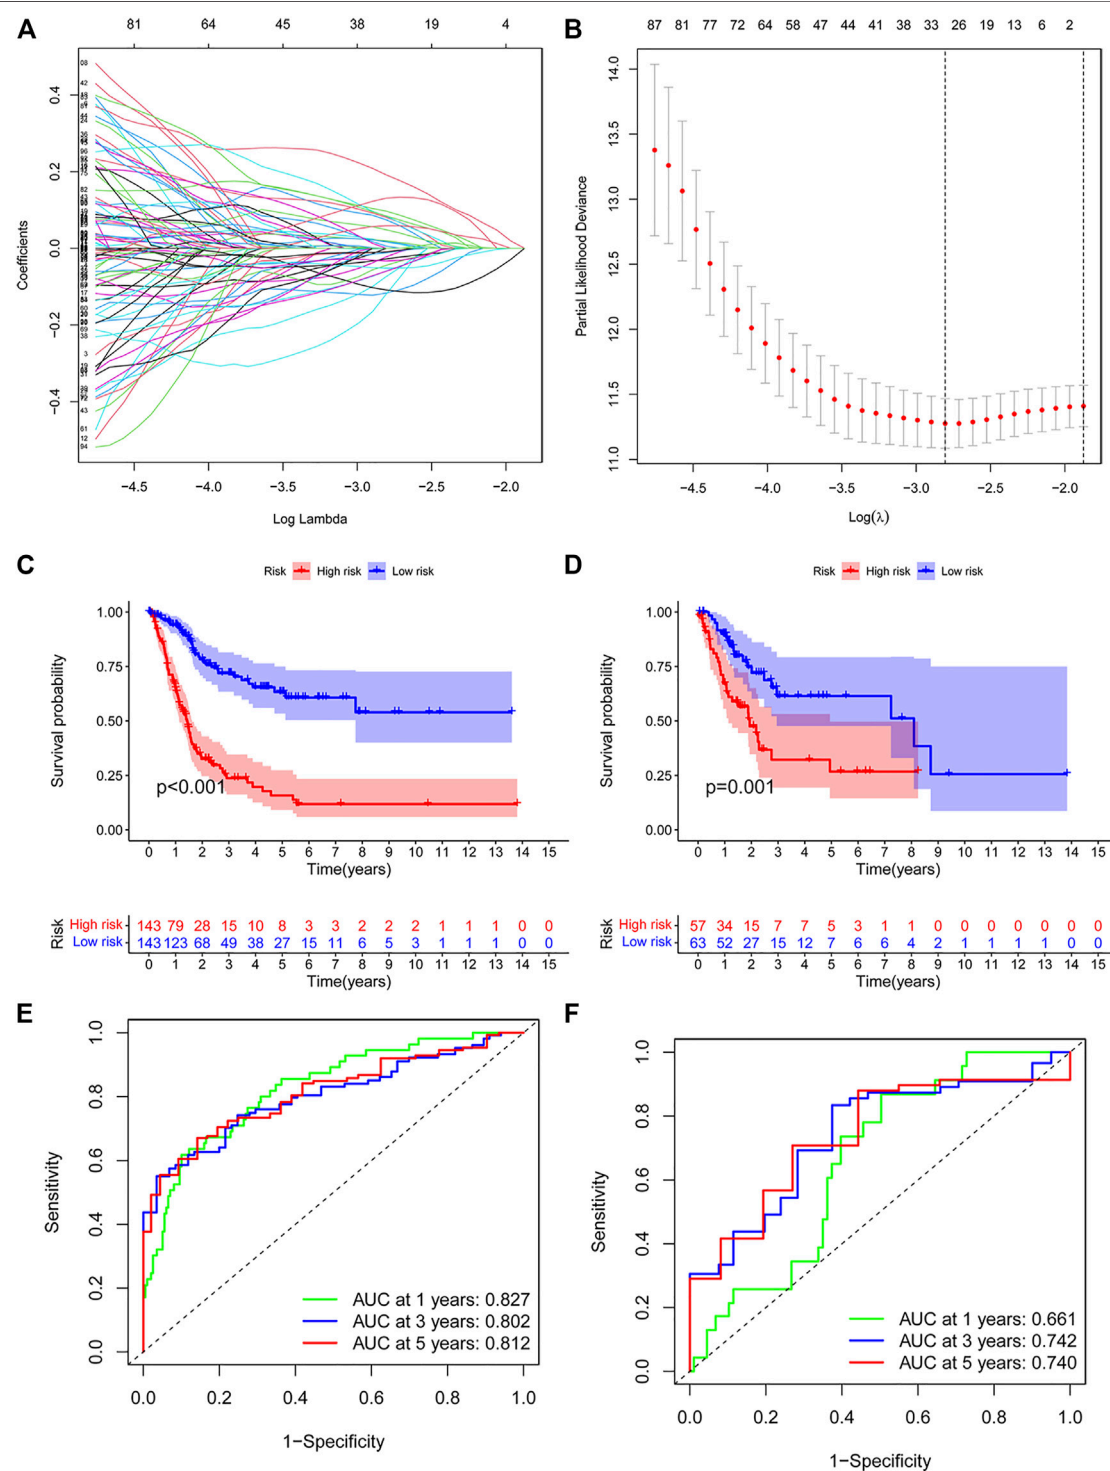 A
81 64 45 38 19 4
Coefficients
0.4
0.2
0.0
−0.2
−0.4
42
24
96
75
82
3
38
43
61
12
94
−4.5 −4.0 −3.5 −3.0 −2.5 −2.0
Log Lambda
B
87 81 77 72 64 58 47 44 41 38 33 26 19 13 6 2
Partial Likelihood Deviance
14.0
13.5
13.0
12.5
12.0
11.5
11.0
−4.5 −4.0 −3.5 −3.0 −2.5 −2.0
Log(λ)
C
Risk High risk Low risk
Survival probability
1.00
0.75
0.50
0.25
0.00
p<0.001
0 1 2 3 4 5 6 7 8 9 10 11 12 13 14 15
Time(years)
Risk
High risk 143 79 28 15 10 8 3 3 2 2 2 1 1 1 0 0
Low risk 143 123 68 49 38 27 15 11 6 5 3 1 1 1 0 0
0 1 2 3 4 5 6 7 8 9 10 11 12 13 14 15
Time(years)
D
Risk High risk Low risk
Survival probability
1.00
0.75
0.50
0.25
0.00
p=0.001
0 1 2 3 4 5 6 7 8 9 10 11 12 13 14 15
Time(years)
Risk
High risk 57 34 15 7 7 5 3 1 1 0 0 0 0 0 0 0
Low risk 63 52 27 15 12 7 6 6 4 2 1 1 1 1 0 0
0 1 2 3 4 5 6 7 8 9 10 11 12 13 14 15
Time(years)
E
Sensitivity
1.0
0.8
0.6
0.4
0.2
0.0
AUC at 1 years: 0.827
AUC at 3 years: 0.802
AUC at 5 years: 0.812
0.0 0.2 0.4 0.6 0.8 1.0
1−Specificity
F
Sensitivity
1.0
0.8
0.6
0.4
0.2
0.0
AUC at 1 years: 0.661
AUC at 3 years: 0.742
AUC at 5 years: 0.740
0.0 0.2 0.4 0.6 0.8 1.0
1−Specificity